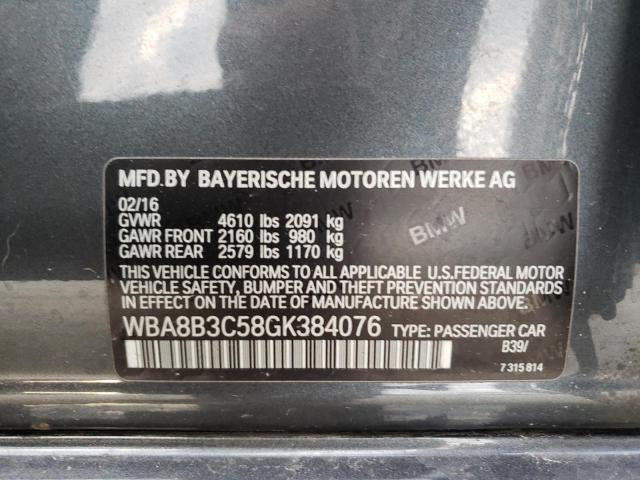 MFD.BY BAYERISCHE MOTOREN WERKE AG
02/16
GVWR 4610 lbs 2091 kg
GAWR FRONT 2160 lbs 980 kg
GAWR REAR 2579 lbs 1170 kg
THIS VEHICLE CONFORMS TO ALL APPLICABLE U.S.FEDERAL MOTOR
VEHICLE SAFETY, BUMPER AND THEFT PREVENTION STANDARDS
IN EFFECT ON THE DATE OF MANUFACTURE SHOWN ABOVE.
WBA8B3C58GK384076 TYPE: PASSENGER CAR
B39/
7 315 814
BMW
BMW